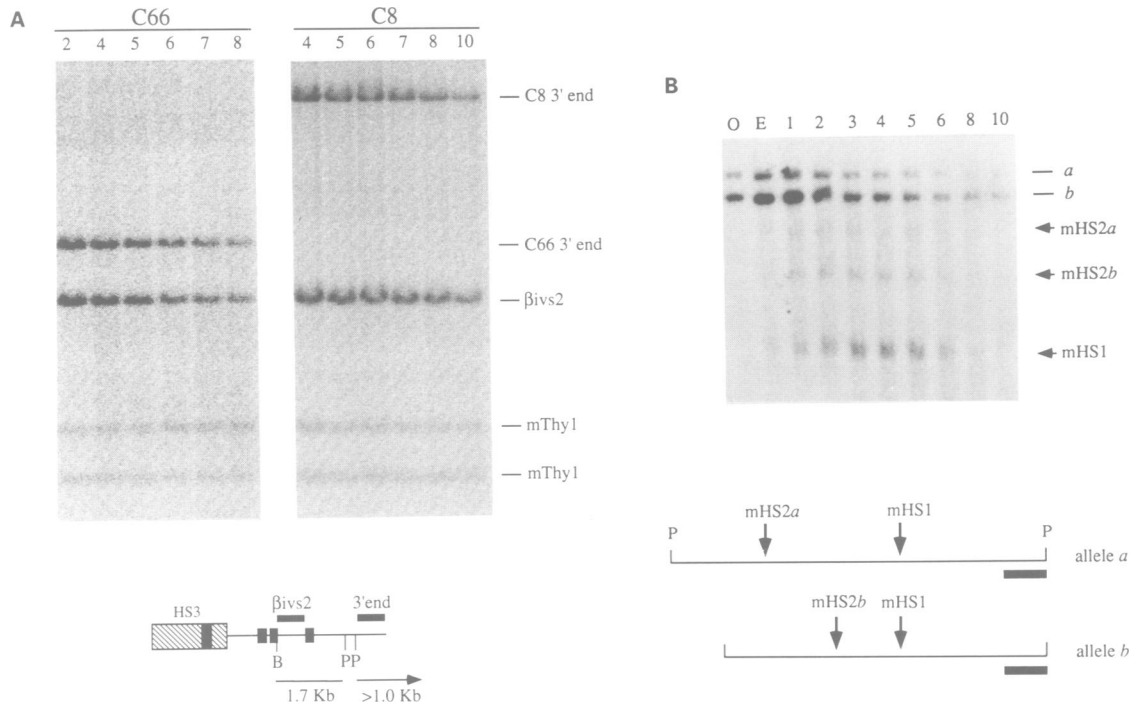 A
C66
C8
2 4 5 6 7 8
4 5 6 7 8 10
C8 3' end
C66 3' end
βivs2
mThy1
mThy1
HS3
βivs2
3'end
B
PP
1.7 Kb
>1.0 Kb
B
O E 1 2 3 4 5 6 8 10
a
b
mHS2a
mHS2b
mHS1
mHS2a
mHS1
P
P
allele a
mHS2b
mHS1
allele b